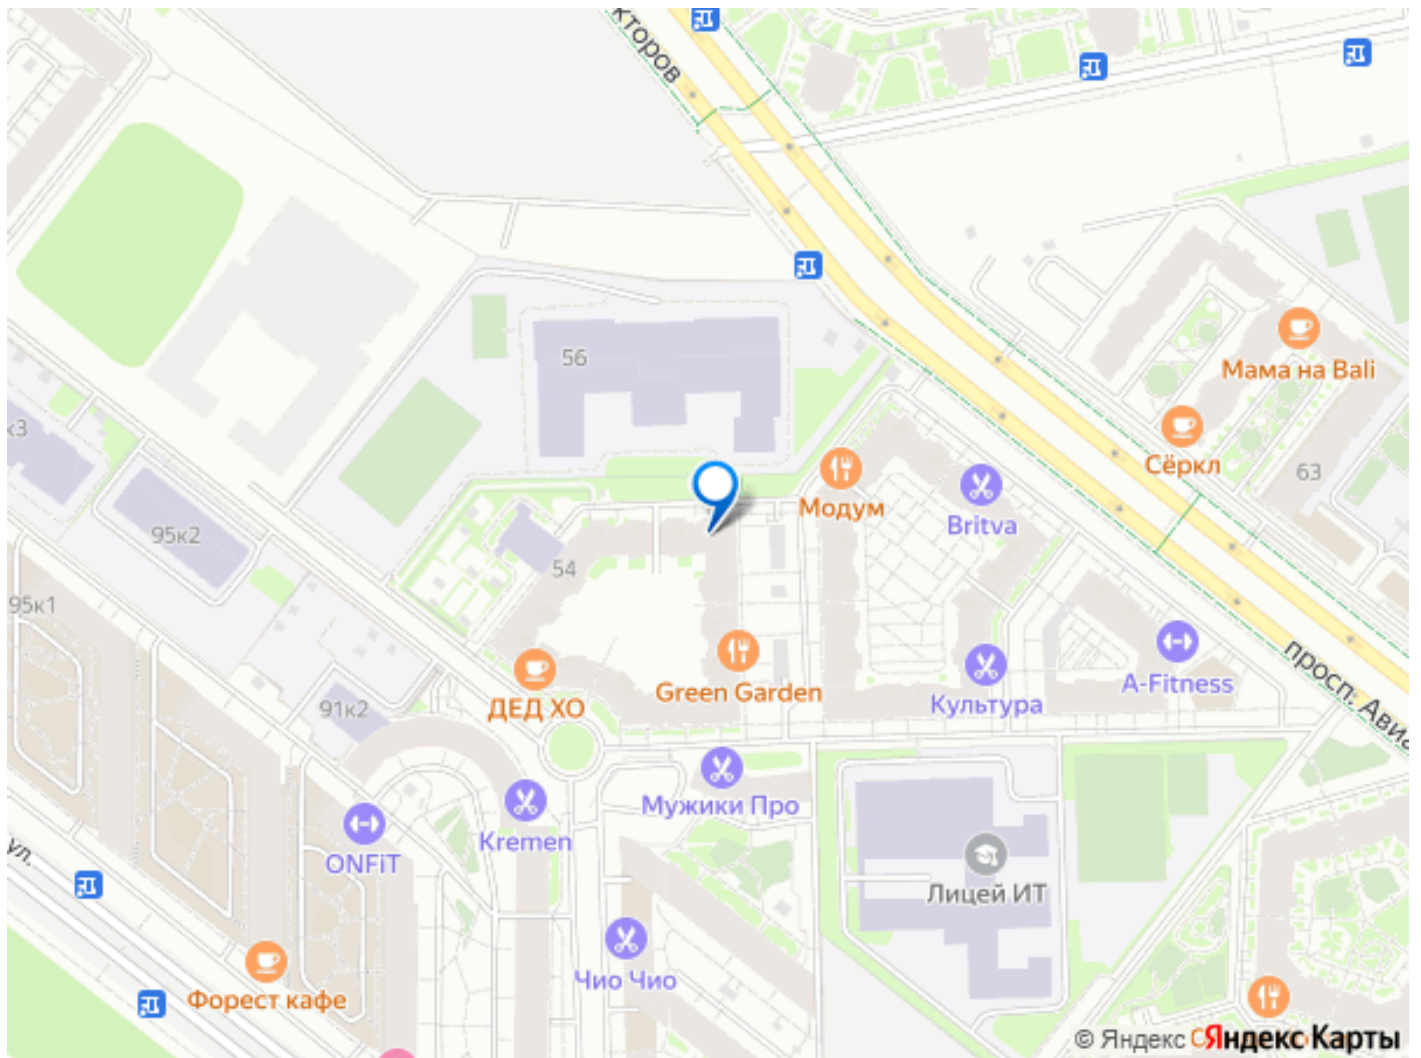 кторов
56
Мама на Bali
Сёркл
63
к3
Модум
Britva
95к2
54
95к1
Green Garden
A-Fitness
просп. Авиа
ДЕД ХО
91к2
Культура
Мужики Про
Kremen
ONFiT
ул.
Лицей ИТ
Чио Чио
Форест кафе
© Яндекс Яндекс Карты